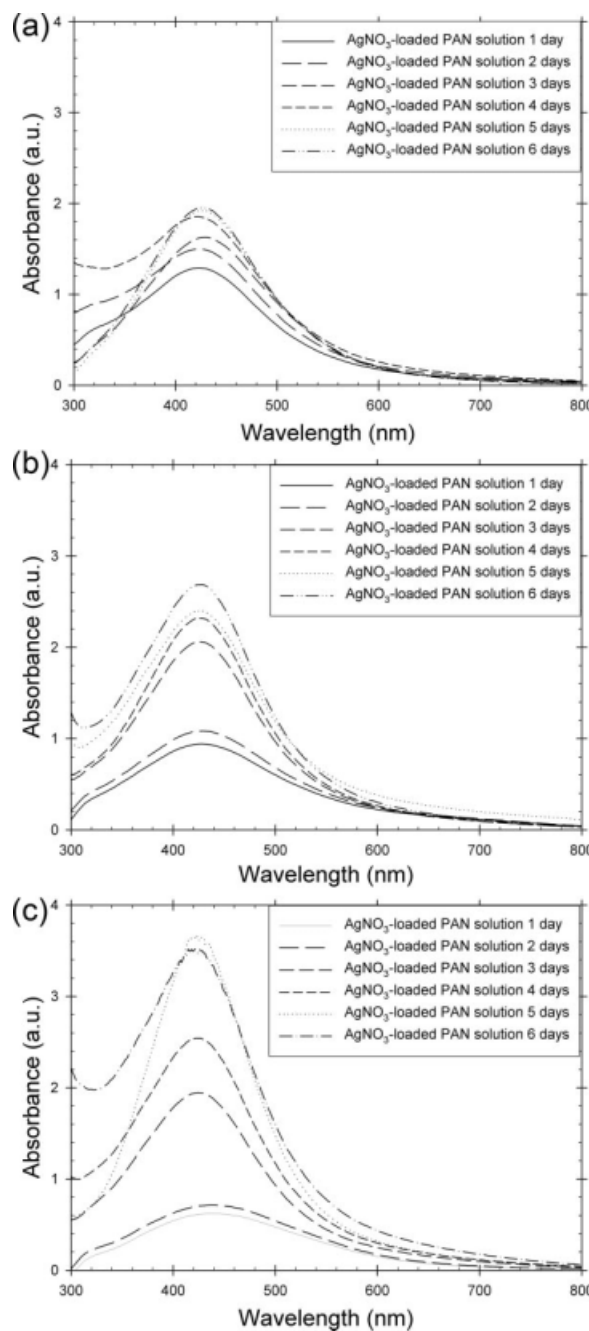 (a)
AgNO3-loaded PAN solution 1 day
AgNO3-loaded PAN solution 2 days
AgNO3-loaded PAN solution 3 days
AgNO3-loaded PAN solution 4 days
AgNO3-loaded PAN solution 5 days
AgNO3-loaded PAN solution 6 days
Absorbance (a.u.)
4
3
2
1
0
300 400 500 600 700 800
Wavelength (nm)
(b)
AgNO3-loaded PAN solution 1 day
AgNO3-loaded PAN solution 2 days
AgNO3-loaded PAN solution 3 days
AgNO3-loaded PAN solution 4 days
AgNO3-loaded PAN solution 5 days
AgNO3-loaded PAN solution 6 days
Absorbance (a.u.)
4
3
2
1
0
300 400 500 600 700 800
Wavelength (nm)
(c)
AgNO3-loaded PAN solution 1 day
AgNO3-loaded PAN solution 2 days
AgNO3-loaded PAN solution 3 days
AgNO3-loaded PAN solution 4 days
AgNO3-loaded PAN solution 5 days
AgNO3-loaded PAN solution 6 days
Absorbance (a.u.)
4
3
2
1
0
300 400 500 600 700 800
Wavelength (nm)